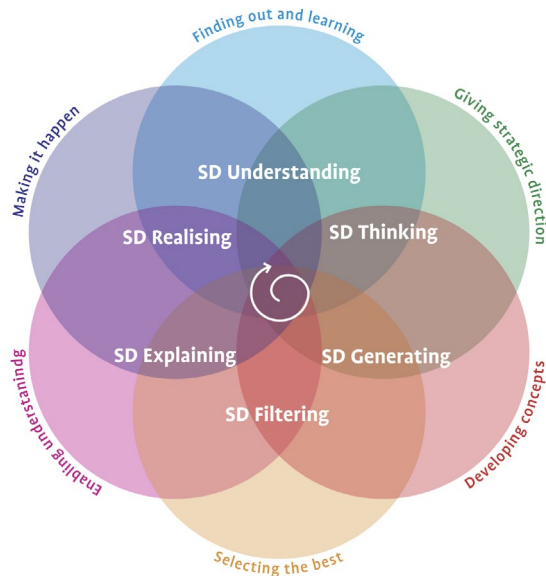 Finding out and learning
Making it happen
Giving strategic direction
SD Understanding
SD Realising
SD Thinking
SD Explaining
SD Generating
SD Filtering
Enabling understaninpg
Developing concepts
Selecting the best